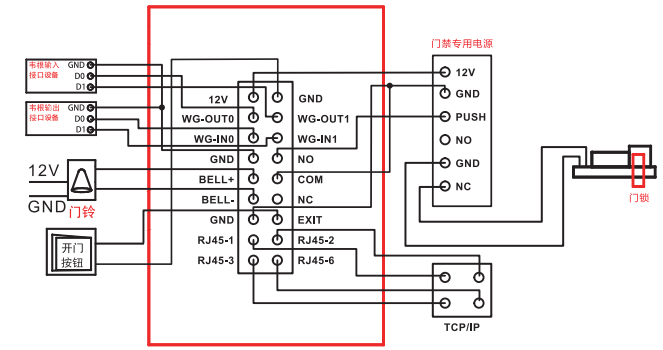 门禁专用电源
韦根输入
接口设备
GND
D0
D1
韦根输出
接口设备
GND
D0
D1
12V
GND 门铃
开门
按钮
12V
GND
WG-OUT0
WG-OUT1
WG-IN0
WG-IN1
GND
NO
BELL+
COM
BELL-
NC
GND
EXIT
RJ45-1
RJ45-2
RJ45-3
RJ45-6
12V
GND
PUSH
NO
GND
NC
门锁
TCP/IP